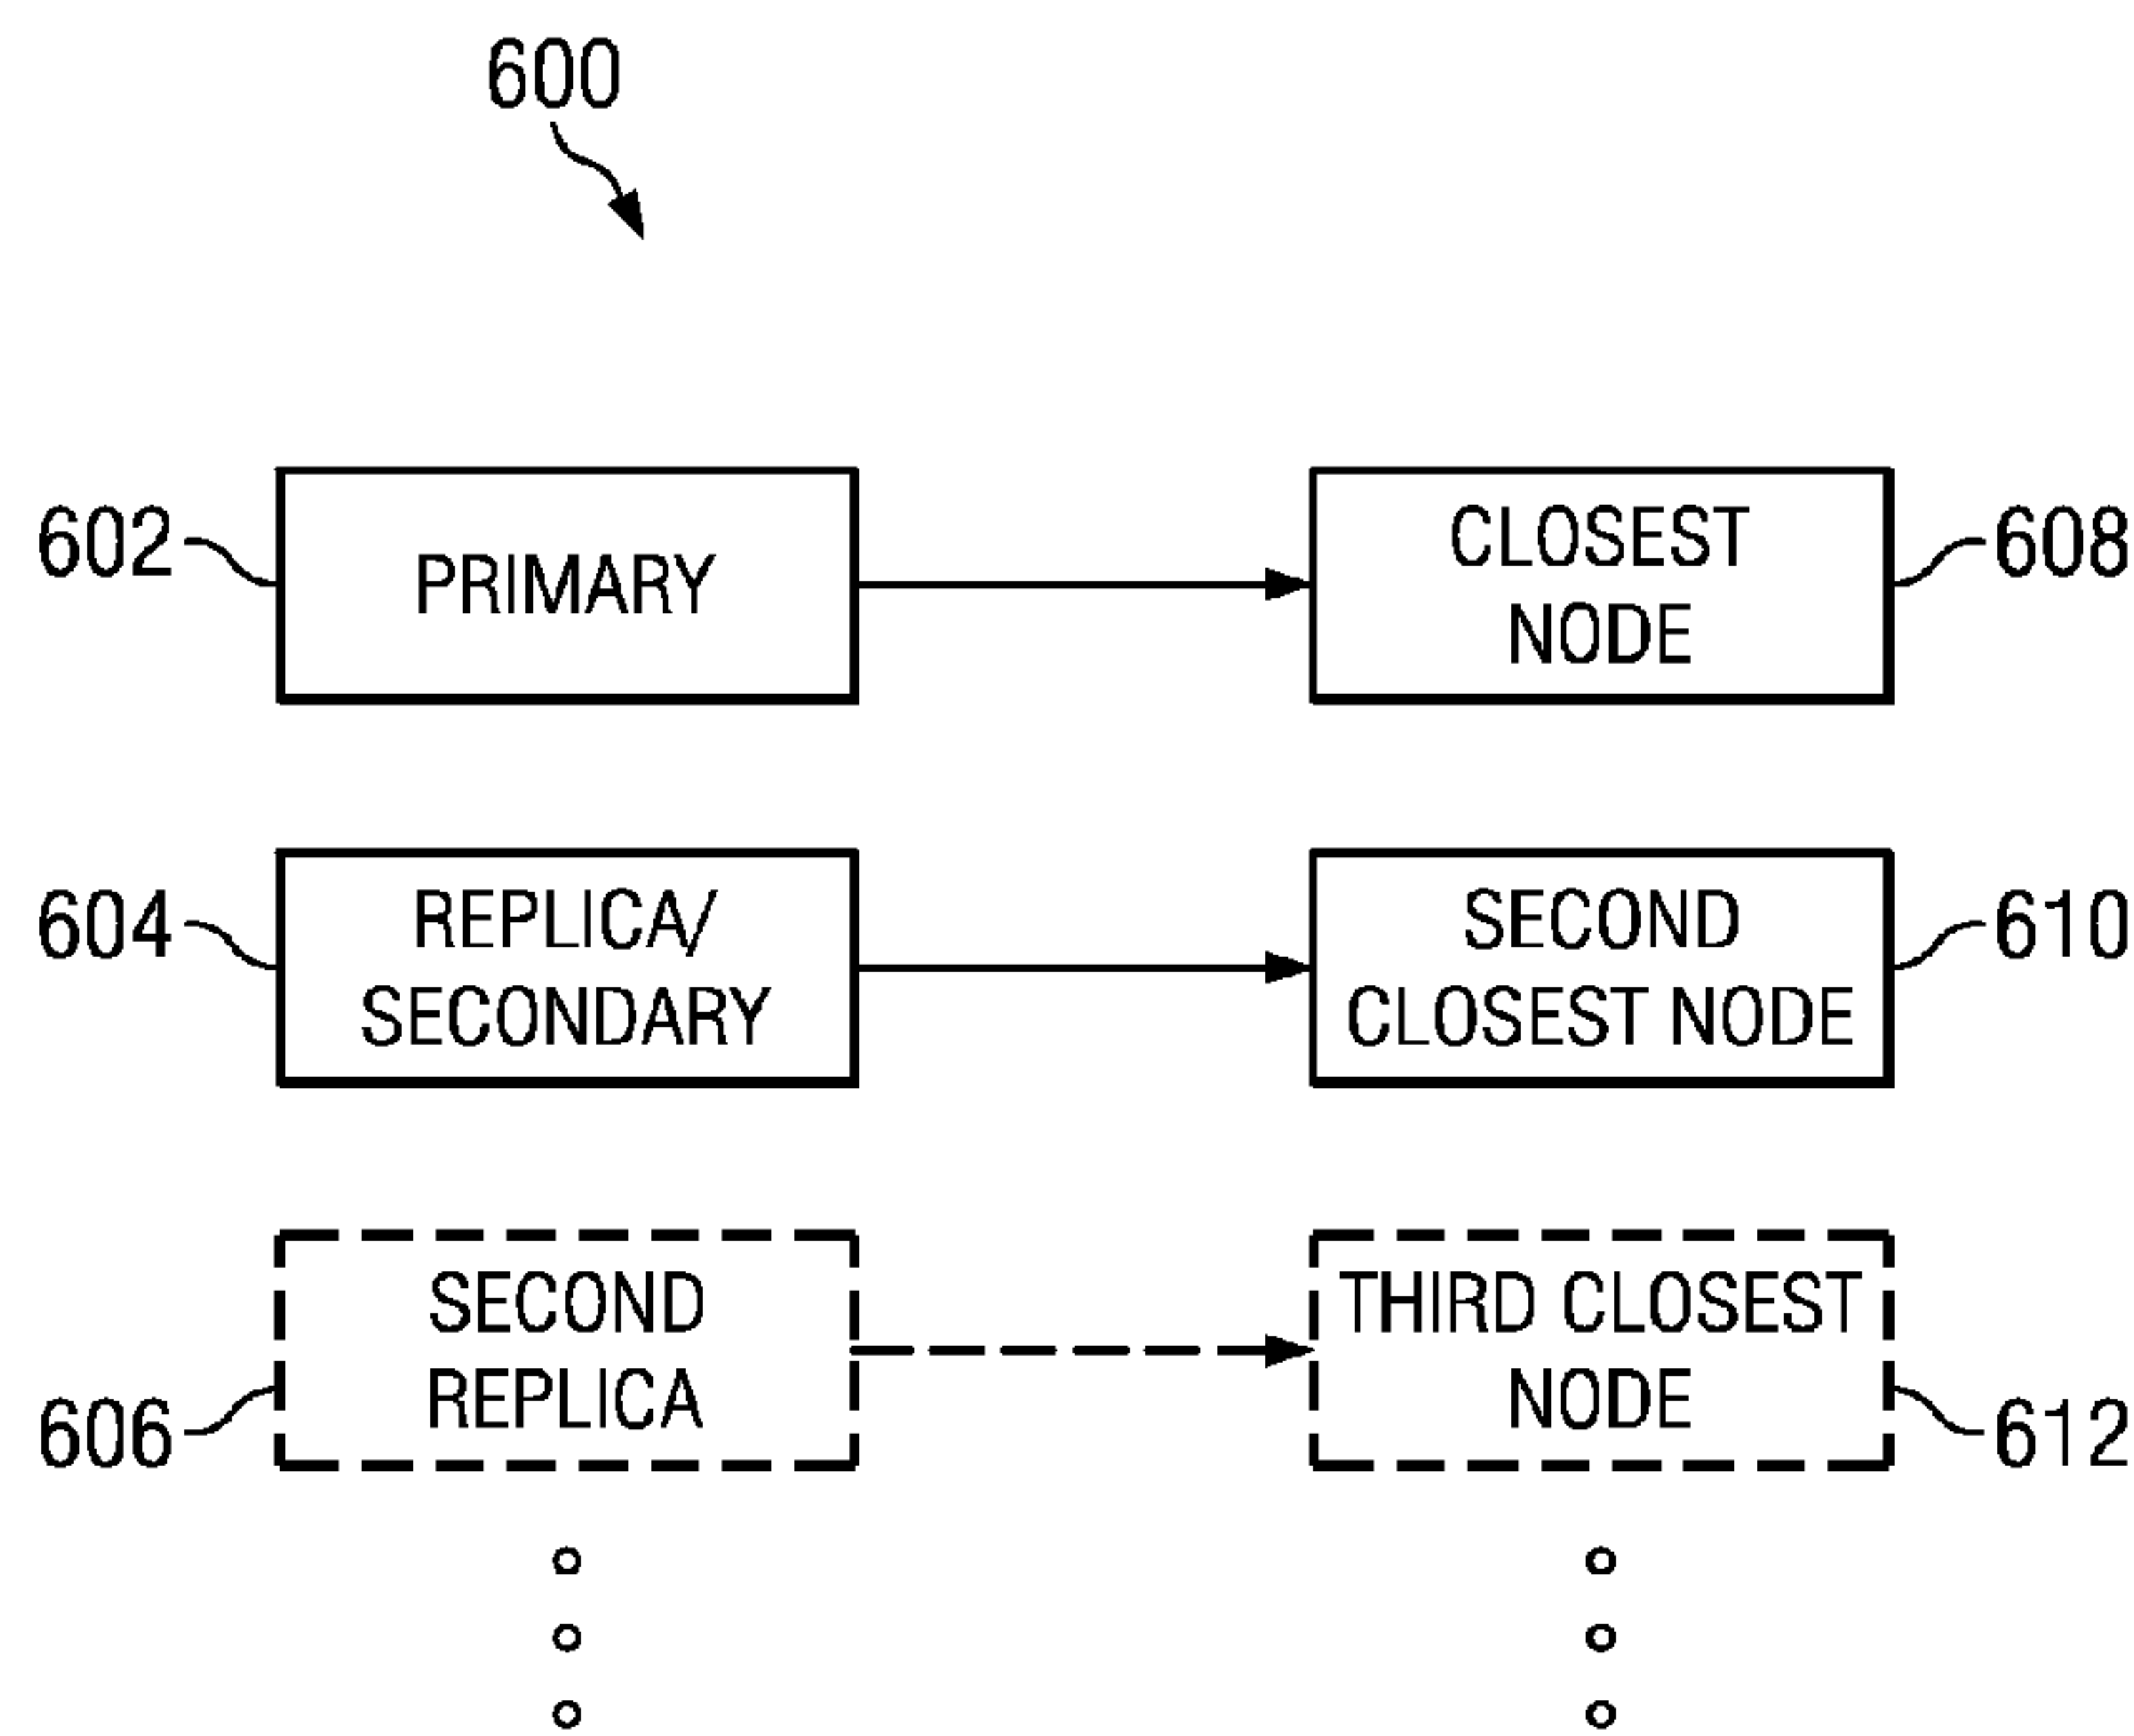 600
602
PRIMARY
CLOSEST
NODE
608
604
REPLICA/
SECONDARY
SECOND
CLOSEST NODE
610
606
SECOND
REPLICA
THIRD CLOSEST
NODE
612